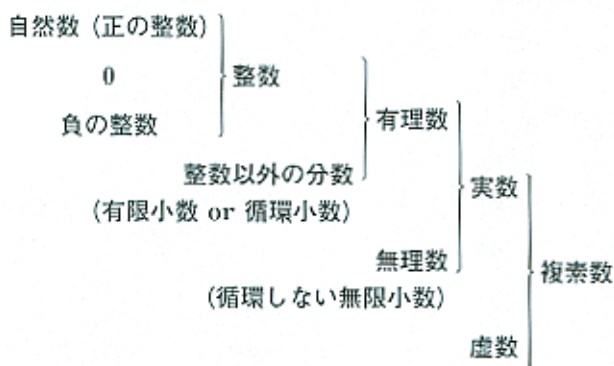 自然数 (正の整数)
0
負の整数
整数
整数以外の分数
(有限小数 or 循環小数)
有理数
無理数
(循環しない無限小数)
実数
虚数
複素数